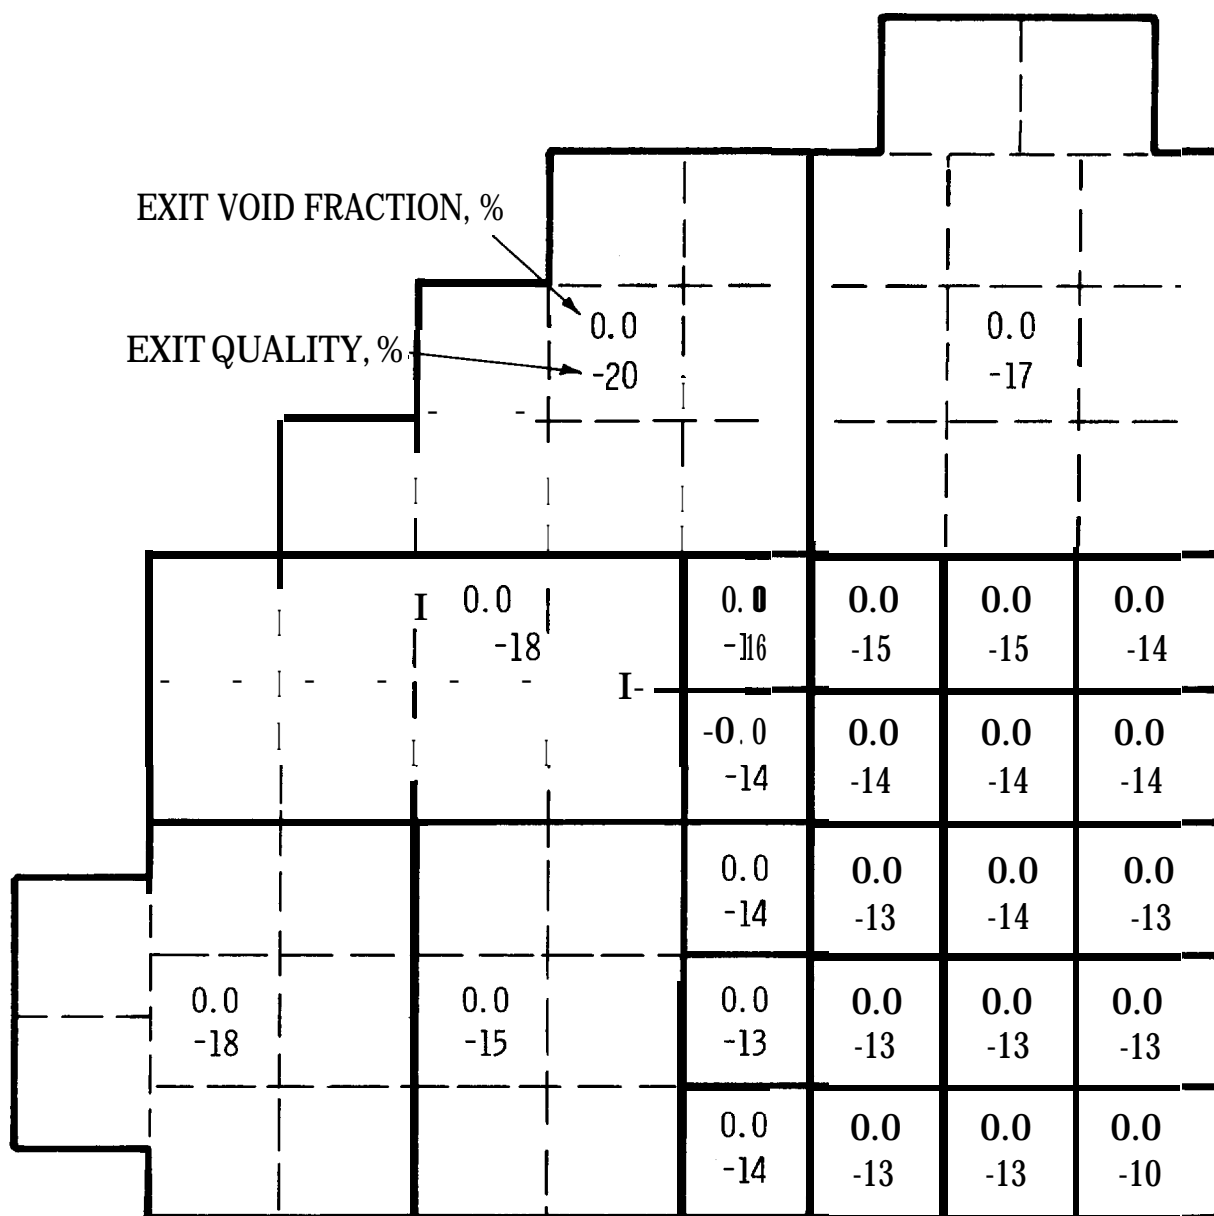 EXIT VOID FRACTION, %
0.0 0.0
EXIT QUALITY, %
-20 -17
0.0 0.0 0.0 0.0 0.0
-18 -116 -15 -15 -14
-0.0 0.0 0.0 0.0
-14 -14 -14 -14
0.0 0.0 0.0 0.0
-14 -13 -14 -13
0.0 0.0 0.0 0.0 0.0 0.0
-18 -15 -13 -13 -13 -13
0.0 0.0 0.0 0.0
-14 -13 -13 -10